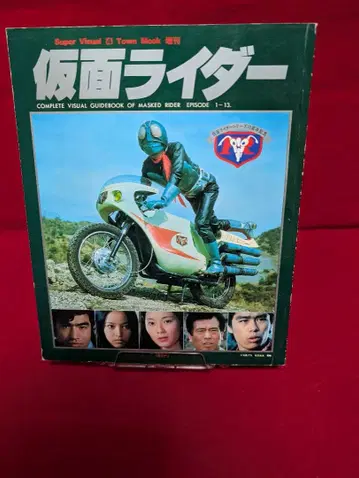 Super Visual 4 Town Mook 増刊
仮面ライダー
COMPLETE VISUAL GUIDEBOOK OF MASKED RIDER EPISODE 1-13.